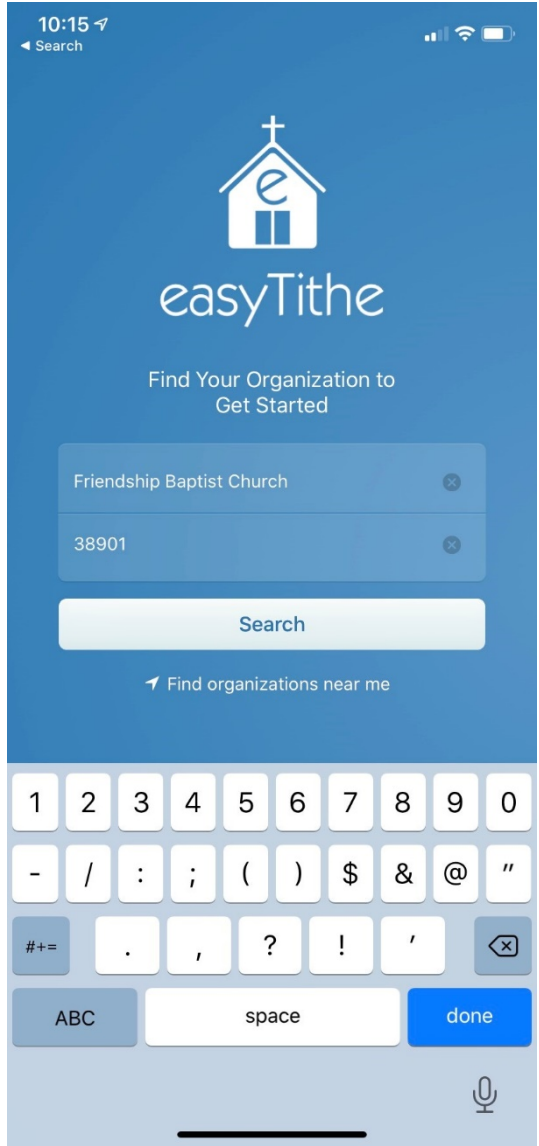 10:15
◀ Search
e
easyTithe
Find Your Organization to
Get Started
Friendship Baptist Church
38901
Search
Find organizations near me
1 2 3 4 5 6 7 8 9 0
- / : ; ( ) $ & @ "
#+= . , ? ! '
ABC space done